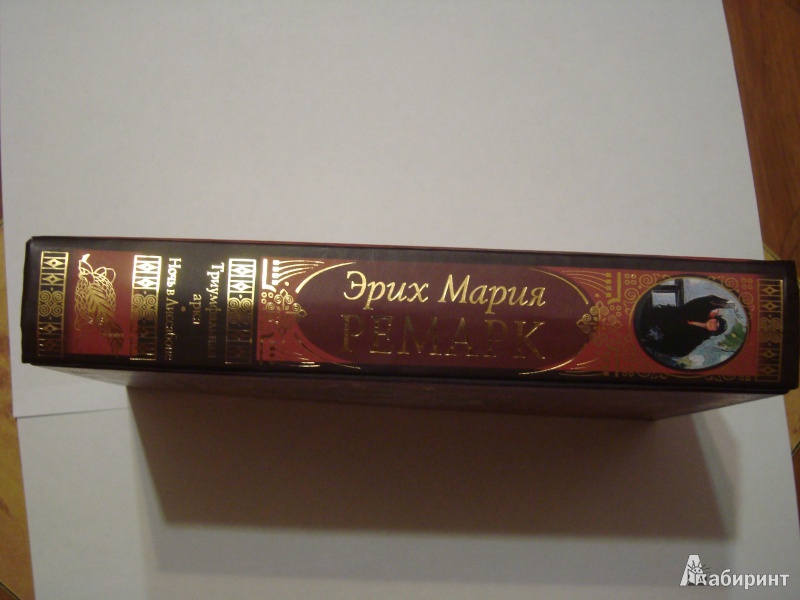 Эрих Мария
РЕМАРК
Триумфальная
арка
Ночь в Лиссабоне
Лабиринт